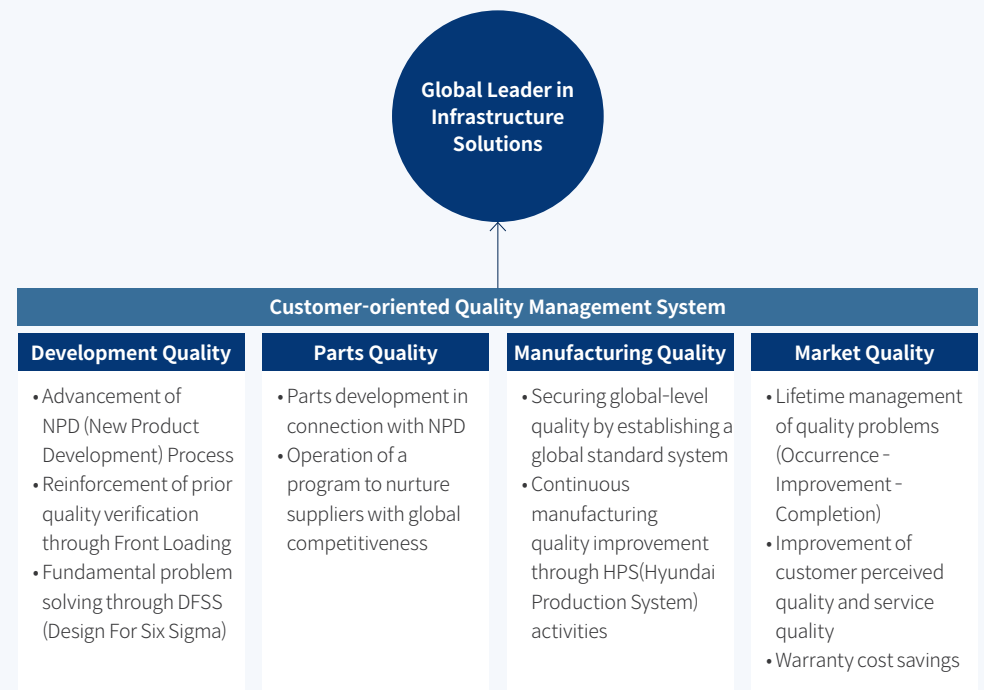 Global Leader in
Infrastructure
Solutions
Customer-oriented Quality Management System
Development Quality
• Advancement of
NPD (New Product
Development) Process
• Reinforcement of prior
quality verification
through Front Loading
• Fundamental problem
solving through DFSS
(Design For Six Sigma)
Parts Quality
• Parts development in
connection with NPD
• Operation of a
program to nurture
suppliers with global
competitiveness
Manufacturing Quality
• Securing global-level
quality by establishing a
global standard system
• Continuous
manufacturing
quality improvement
through HPS(Hyundai
Production System)
activities
Market Quality
• Lifetime management
of quality problems
(Occurrence -
Improvement -
Completion)
• Improvement of
customer perceived
quality and service
quality
• Warranty cost savings